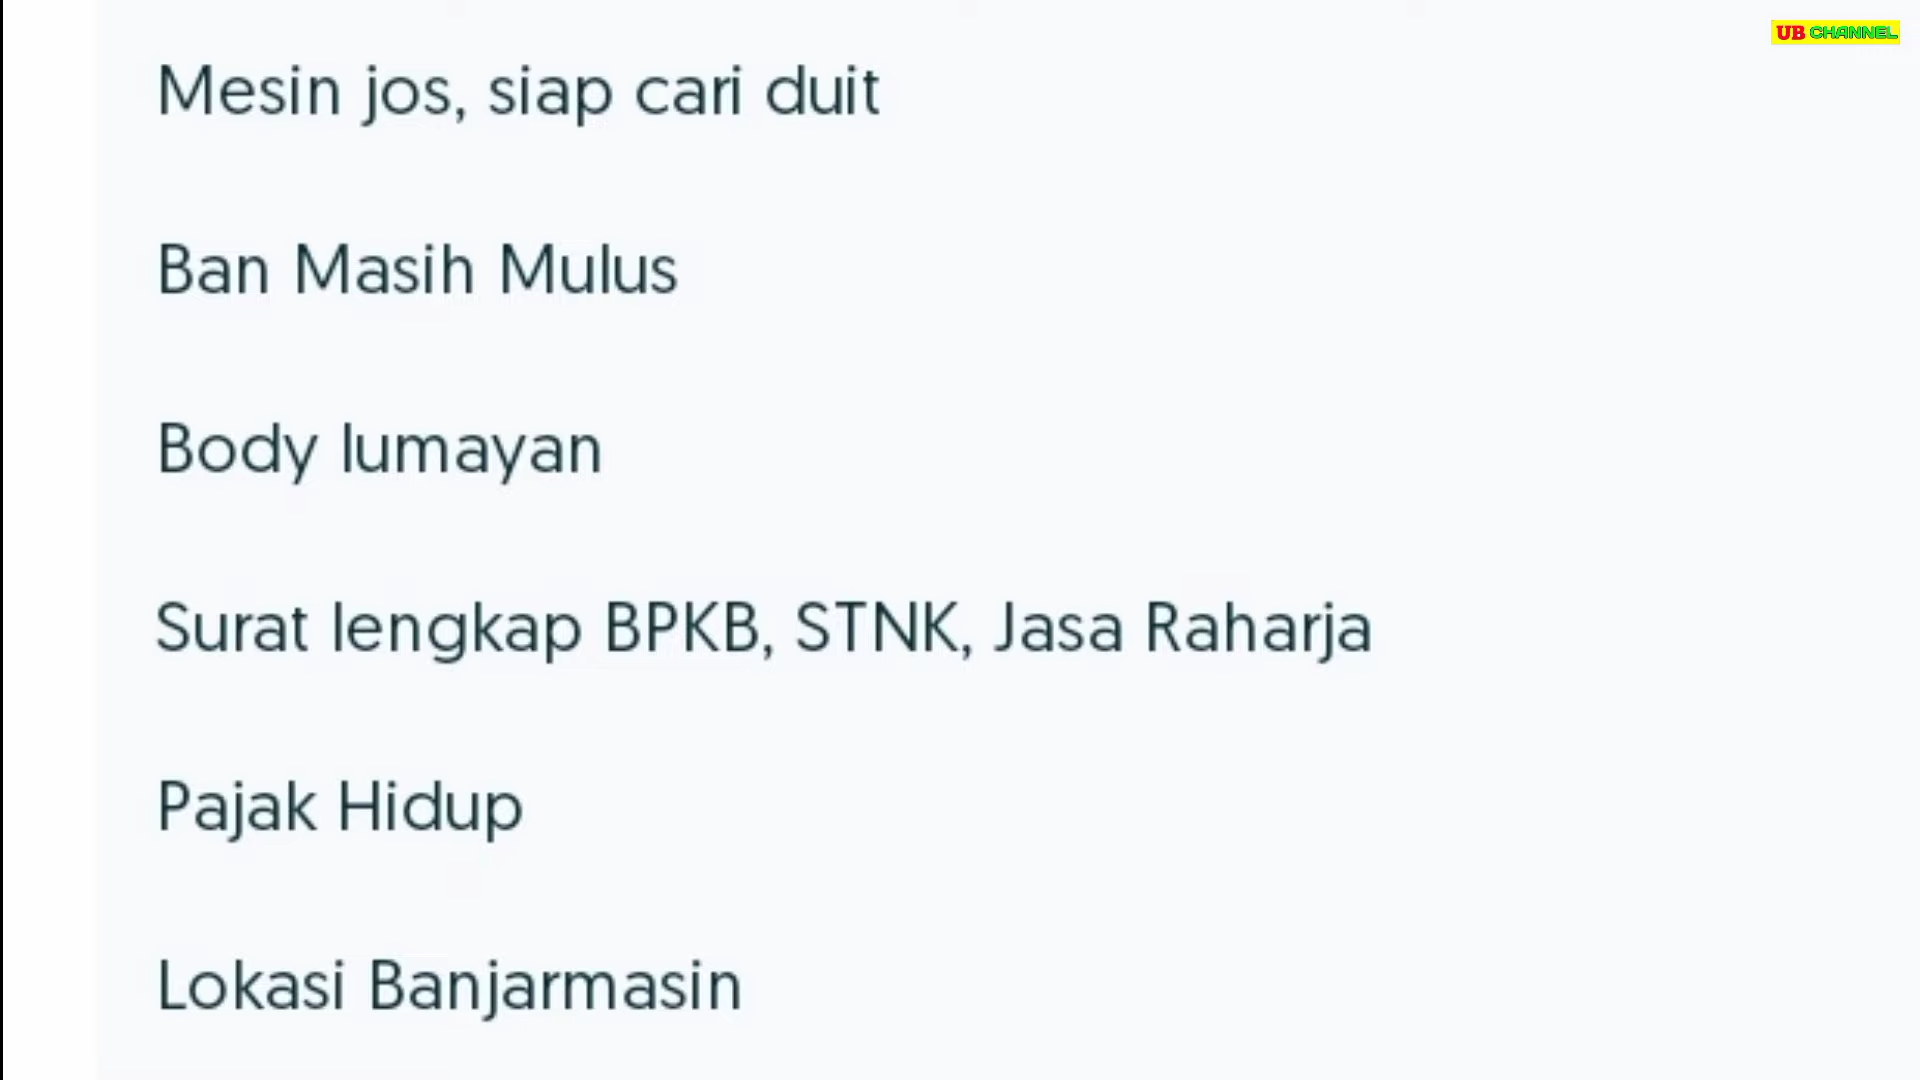 UB CHANNEL
Mesin jos, siap cari duit
Ban Masih Mulus
Body lumayan
Surat lengkap BPKB, STNK, Jasa Raharja
Pajak Hidup
Lokasi Banjarmasin